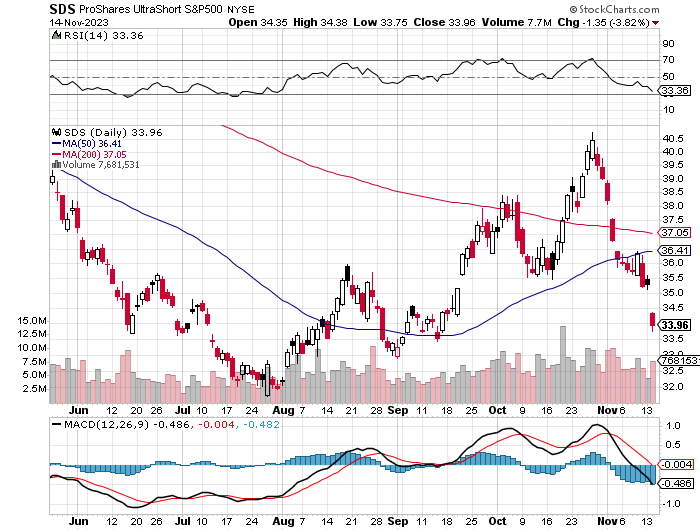 SDS ProShares UltraShort S&P500 NYSE © StockCharts.com
14-Nov-2023 Open 34.35 High 34.38 Low 33.75 Close 33.96 Volume 7.7M Chg -1.35 (-3.82%)
RSI(14) 33.36
90
70
50
33.36
10
SDS (Daily) 33.96
MA(50) 36.41
MA(200) 37.05
Volume 7,681,531
40.5
40.0
39.5
39.0
38.5
38.0
37.5
37.05
36.41
36.0
35.5
35.0
34.5
33.96
33.5
33.0
32.5
32.0
15.0M
12.5M
10.0M
7.5M
5.0M
2.5M
7681531
Jun 12 20 26 Jul 10 17 24 Aug 7 14 21 28 Sep 11 18 25 Oct 9 16 23 Nov 6 13
MACD(12,26,9) -0.486, -0.004, -0.482
1.0
0.5
-0.004
-0.486
-1.0
Jun 12 20 26 Jul 10 17 24 Aug 7 14 21 28 Sep 11 18 25 Oct 9 16 23 Nov 6 13